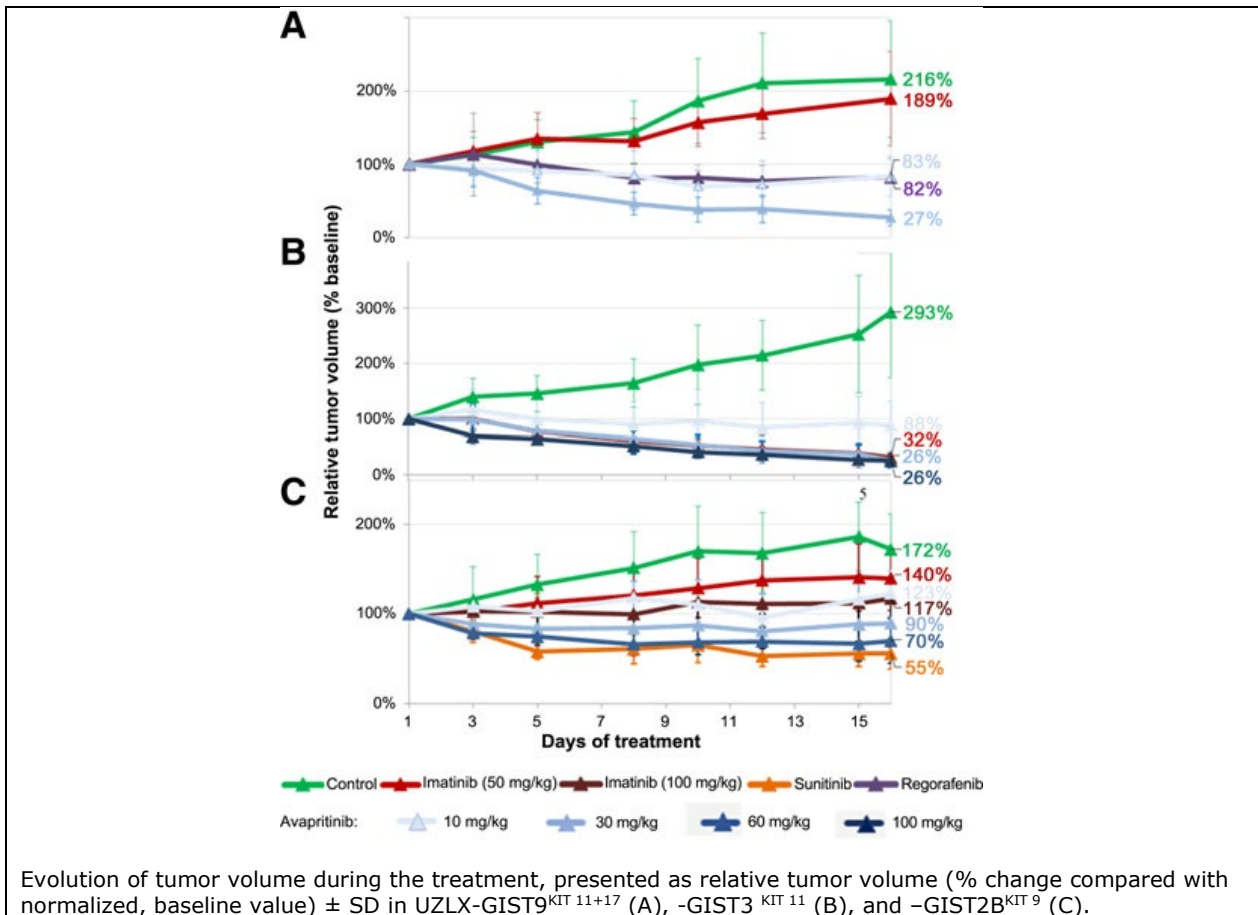 A
200%
100%
0%
216%
189%
83%
82%
27%
B
300%
200%
100%
0%
293%
88%
32%
26%
26%
C
5
200%
100%
0%
172%
140%
123%
117%
90%
70%
55%
Relative tumor volume (% baseline)
1 3 5 7 9 11 13 15
Days of treatment
Control Imatinib (50 mg/kg) Imatinib (100 mg/kg) Sunitinib Regorafenib
Avapritinib: 10 mg/kg 30 mg/kg 60 mg/kg 100 mg/kg
Evolution of tumor volume during the treatment, presented as relative tumor volume (% change compared with
normalized, baseline value) ± SD in UZLX-GIST9KIT 11+17 (A), -GIST3 KIT 11 (B), and –GIST2BKIT 9 (C).